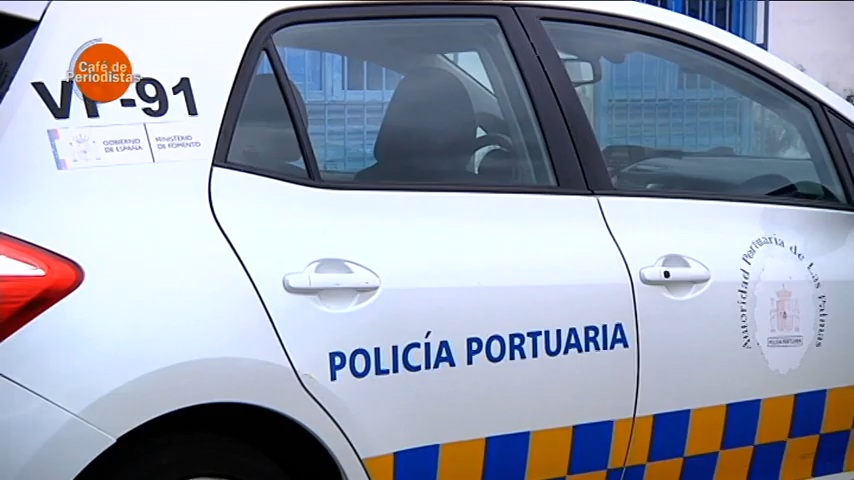 Café de
Periodistas
VP-91
GOBIERNO
DE ESPAÑA
MINISTERIO
DE FOMENTO
POLICÍA PORTUARIA
Autoridad Portuaria de Las Palmas
POLICIA PORTUARIA